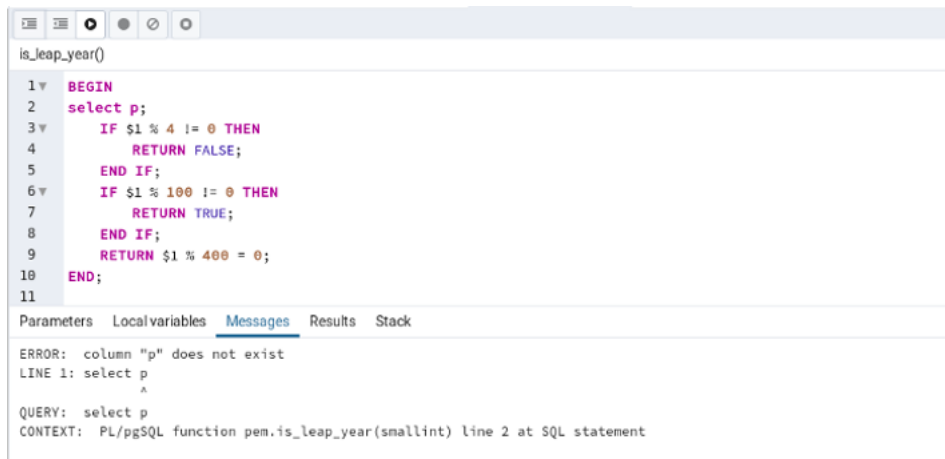 is_leap_year()
1 BEGIN
2 select p;
3 IF $1 % 4 != 0 THEN
4 RETURN FALSE;
5 END IF;
6 IF $1 % 100 != 0 THEN
7 RETURN TRUE;
8 END IF;
9 RETURN $1 % 400 = 0;
10 END;
11
Parameters Local variables Messages Results Stack
ERROR: column "p" does not exist
LINE 1: select p
^
QUERY: select p
CONTEXT: PL/pgSQL function pem.is_leap_year(smallint) line 2 at SQL statement